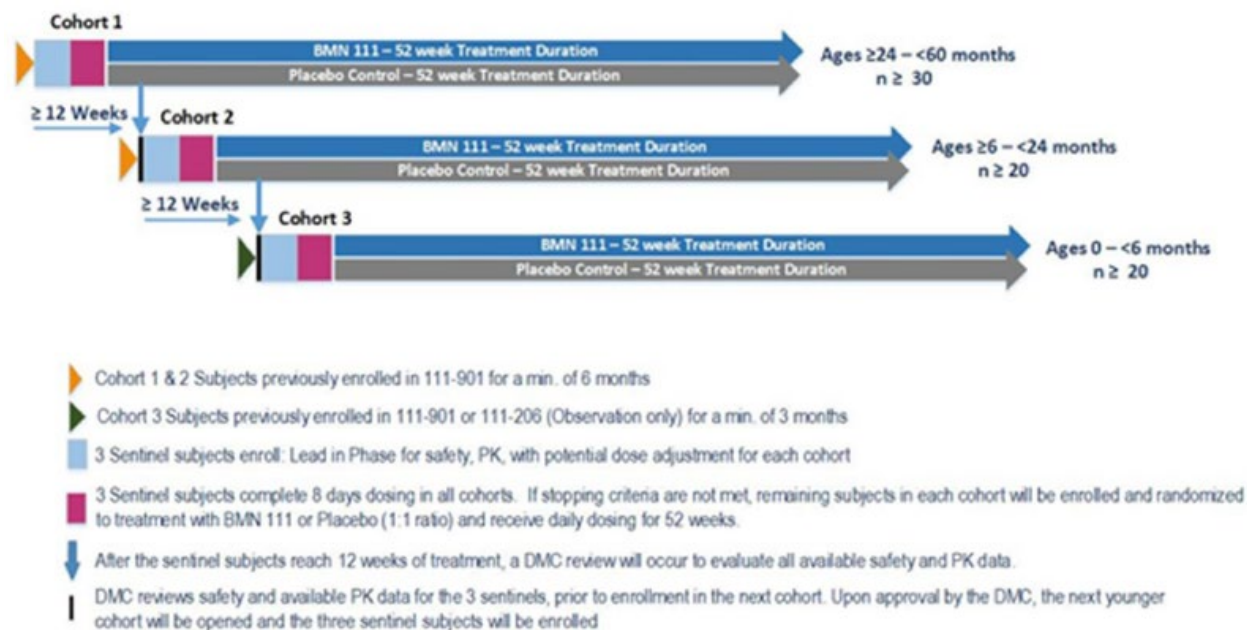 Cohort 1
BMN 111 – 52 week Treatment Duration
Placebo Control – 52 week Treatment Duration
Ages ≥24 – <60 months
n ≥ 30
≥ 12 Weeks
Cohort 2
BMN 111 – 52 week Treatment Duration
Placebo Control – 52 week Treatment Duration
Ages ≥6 – <24 months
n ≥ 20
≥ 12 Weeks
Cohort 3
BMN 111 – 52 week Treatment Duration
Placebo Control – 52 week Treatment Duration
Ages 0 – <6 months
n ≥ 20
Cohort 1 & 2 Subjects previously enrolled in 111-901 for a min. of 6 months
Cohort 3 Subjects previously enrolled in 111-901 or 111-206 (Observation only) for a min. of 3 months
3 Sentinel subjects enroll: Lead in Phase for safety, PK, with potential dose adjustment for each cohort
3 Sentinel subjects complete 8 days dosing in all cohorts. If stopping criteria are not met, remaining subjects in each cohort will be enrolled and randomized
to treatment with BMN 111 or Placebo (1:1 ratio) and receive daily dosing for 52 weeks.
After the sentinel subjects reach 12 weeks of treatment, a DMC review will occur to evaluate all available safety and PK data.
DMC reviews safety and available PK data for the 3 sentinels, prior to enrollment in the next cohort. Upon approval by the DMC, the next younger
cohort will be opened and the three sentinel subjects will be enrolled